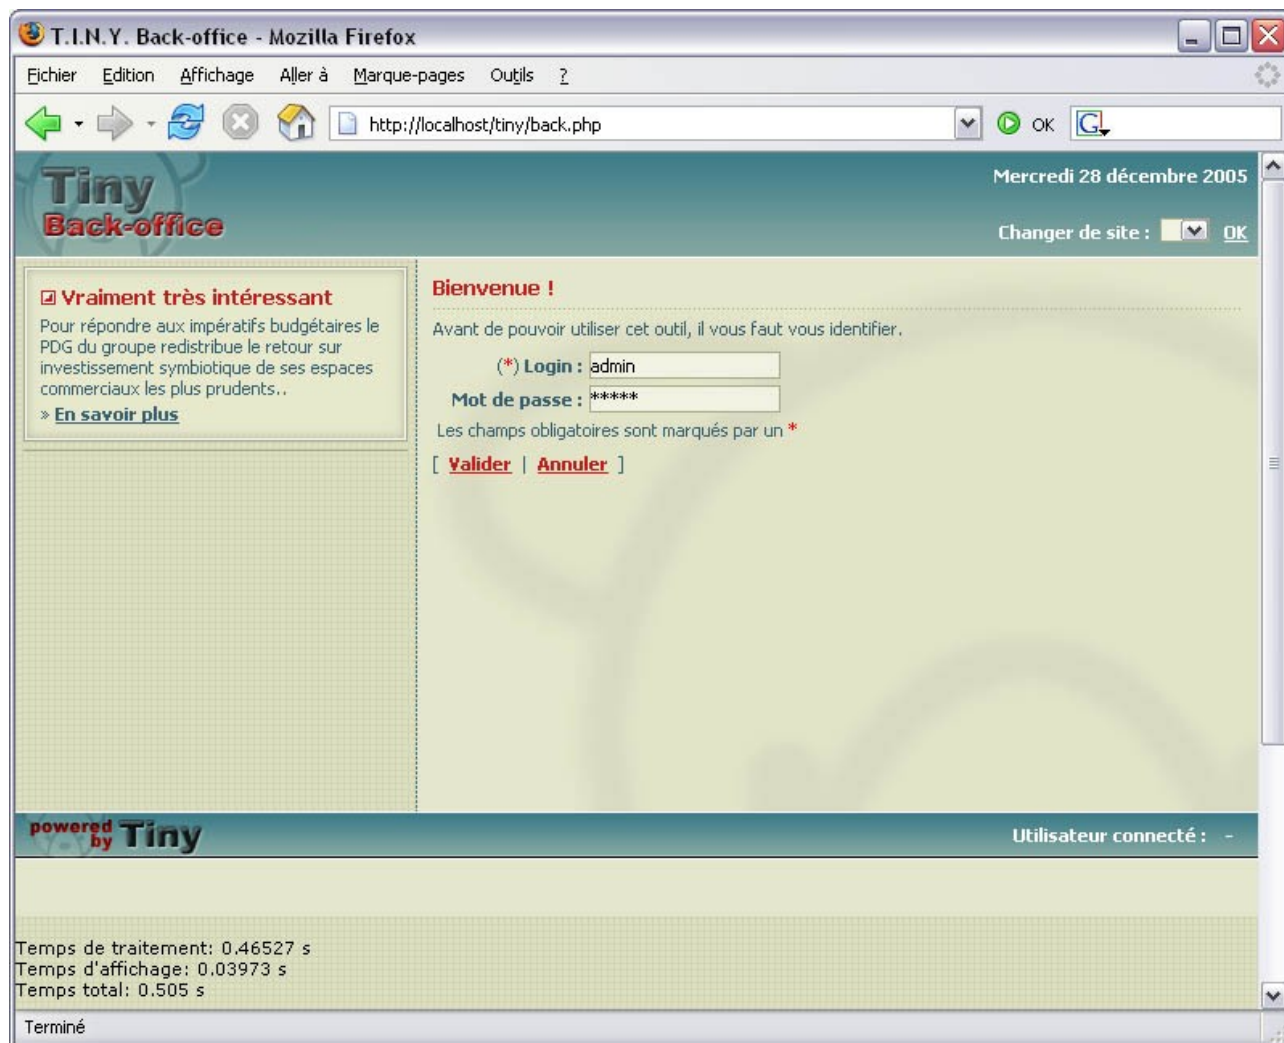 T.I.N.Y. Back-office - Mozilla Firefox
Fichier Edition Affichage Aller à Marque-pages Outils ?
http://localhost/tiny/back.php OK G
Tiny
Back-office
Mercredi 28 décembre 2005
Changer de site : OK
Vraiment très intéressant
Pour répondre aux impératifs budgétaires le
PDG du groupe redistribue le retour sur
investissement symbiotique de ses espaces
commerciaux les plus prudents..
» En savoir plus
Bienvenue !
Avant de pouvoir utiliser cet outil, il vous faut vous identifier.
(*) Login : admin
Mot de passe : *****
Les champs obligatoires sont marqués par un *
[ Valider | Annuler ]
powered by Tiny
Utilisateur connecté : -
Temps de traitement: 0.46527 s
Temps d'affichage: 0.03973 s
Temps total: 0.505 s
Terminé